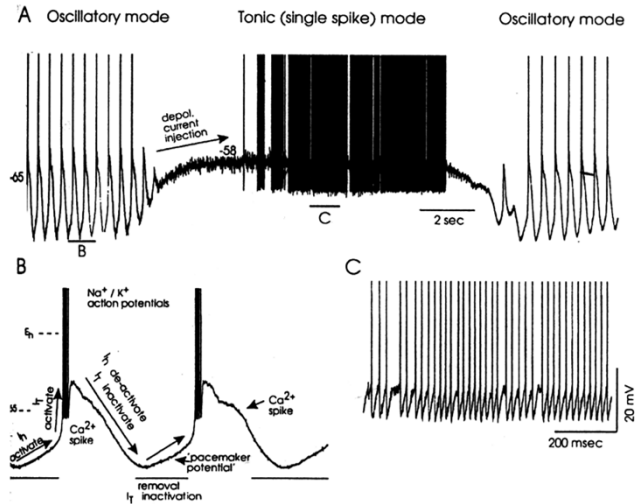 A
Oscillatory mode
Tonic (single spike) mode
Oscillatory mode
depol.
current
injection
-58
-65
B
C
2 sec
B
Na+ / K+
action potentials
Eh
IT
activate
Ih
activate
Ih de-activate
IT inactivate
Ca2+
spike
'pacemaker
potential'
Ca2+
spike
removal
IT inactivation
C
20 mV
200 msec